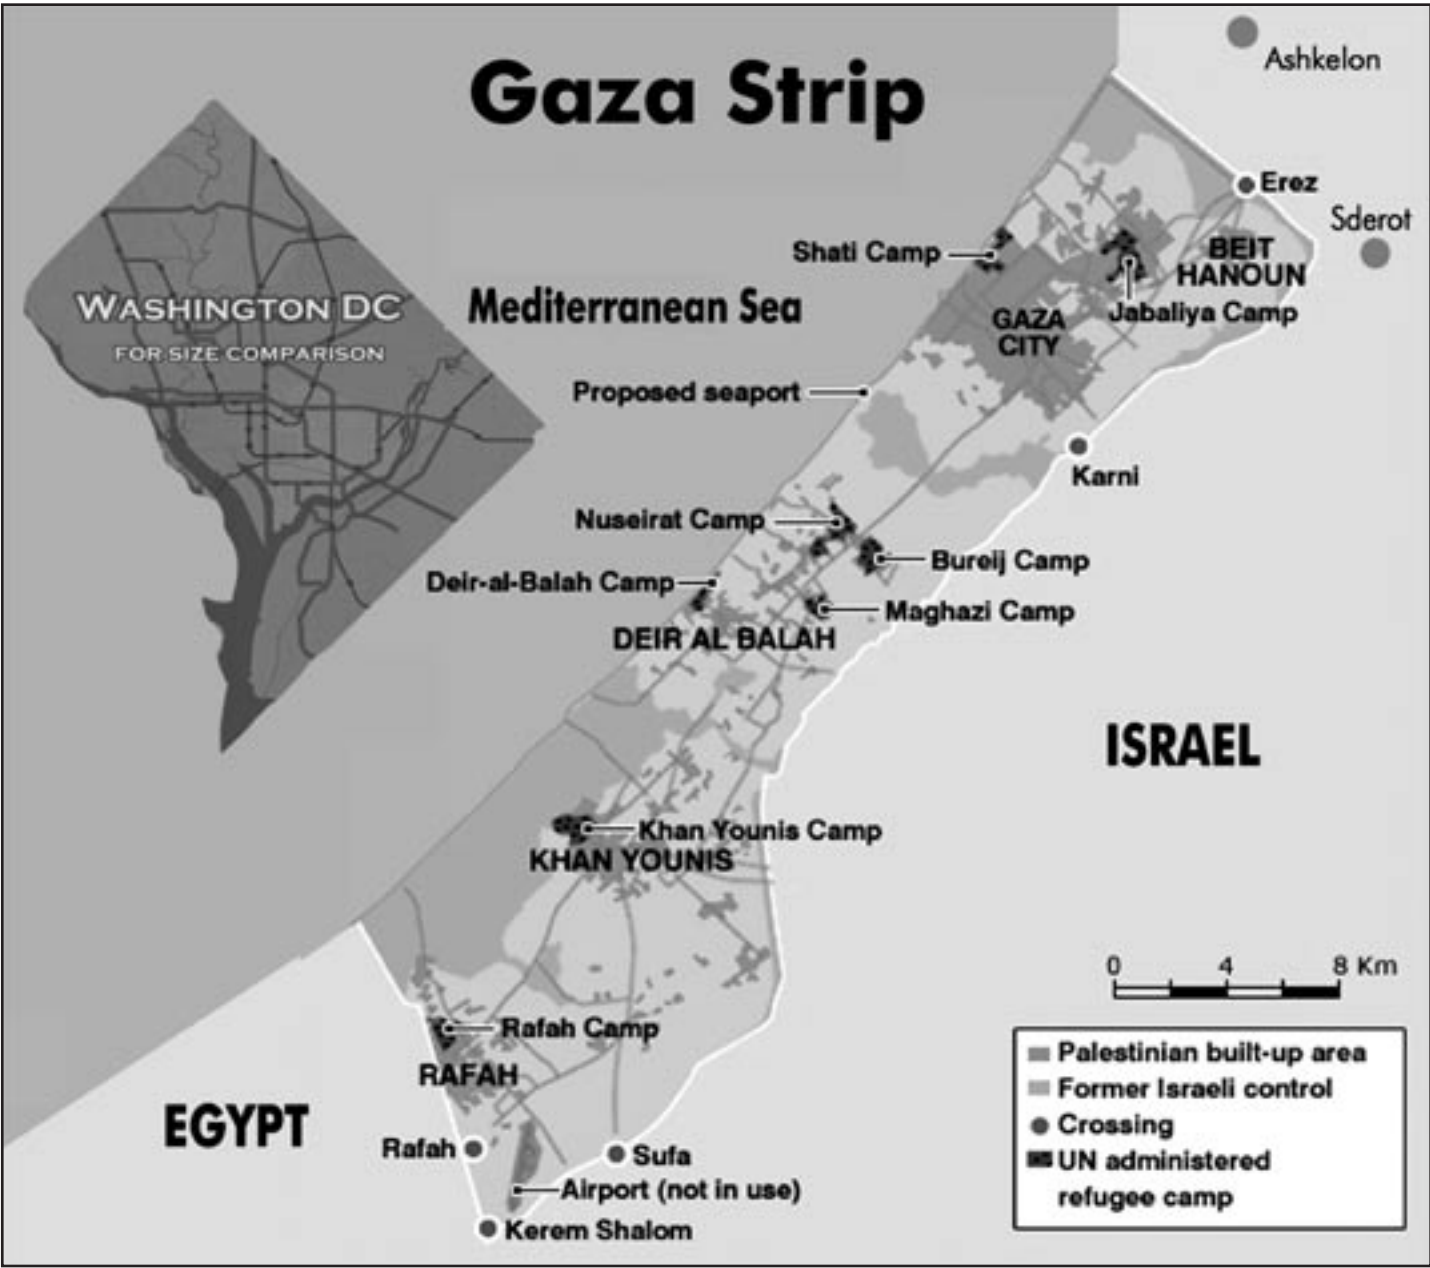 Gaza Strip
Ashkelon
Erez
Sderot
Shati Camp
BEIT
HANOUN
WASHINGTON DC
FOR SIZE COMPARISON
Mediterranean Sea
Jabaliya Camp
GAZA
CITY
Proposed seaport
Karni
Nuseirat Camp
Bureij Camp
Deir-al-Balah Camp
Maghazi Camp
DEIR AL BALAH
ISRAEL
Khan Younis Camp
KHAN YOUNIS
0 4 8 Km
Rafah Camp
RAFAH
EGYPT
Rafah
Sufa
Airport (not in use)
Kerem Shalom
Palestinian built-up area
Former Israeli control
Crossing
UN administered
refugee camp